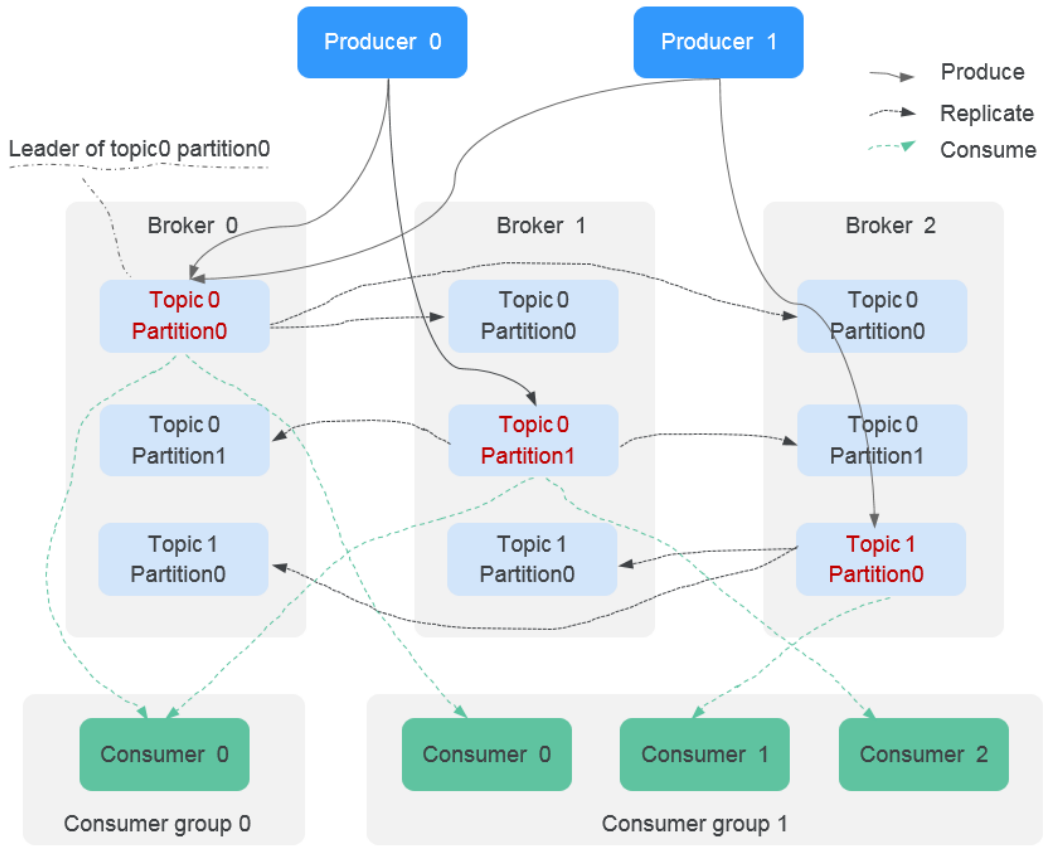 Producer 0
Producer 1
Produce
Replicate
Consume
Leader of topic0 partition0
Broker 0
Broker 1
Broker 2
Topic 0
Partition0
Topic 0
Partition0
Topic 0
Partition0
Topic 0
Partition1
Topic 0
Partition1
Topic 0
Partition1
Topic 1
Partition0
Topic 1
Partition0
Topic 1
Partition0
Consumer 0
Consumer 0
Consumer 1
Consumer 2
Consumer group 0
Consumer group 1